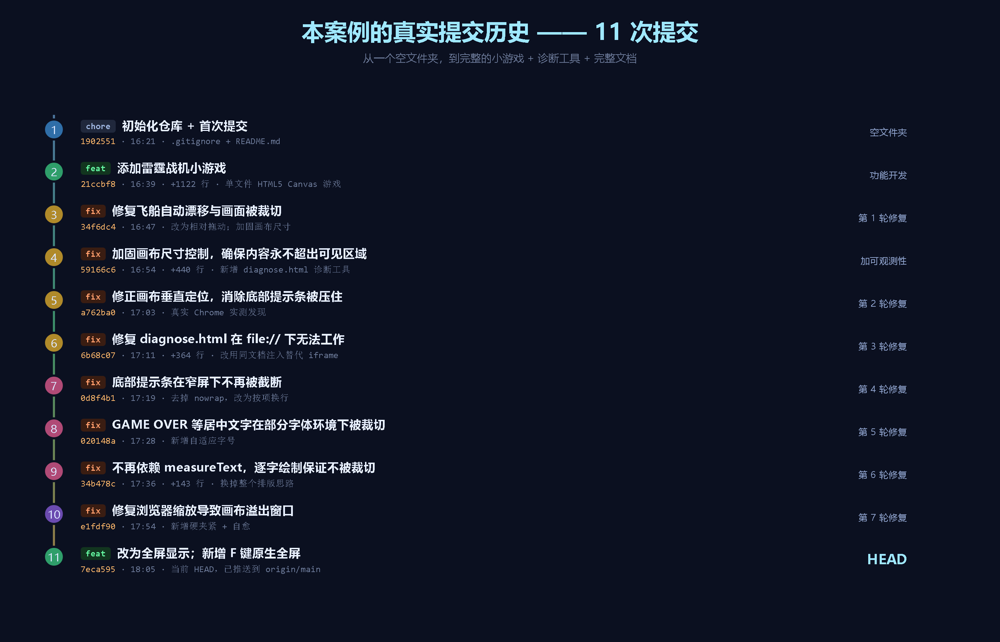 本案例的真实提交历史 —— 11 次提交
从一个空文件夹，到完整的小游戏 + 诊断工具 + 完整文档
1 chore 初始化仓库 + 首次提交 空文件夹
1902551 · 16:21 · .gitignore + README.md
2 feat 添加雷霆战机小游戏 功能开发
21ccbf8 · 16:39 · +1122 行 · 单文件 HTML5 Canvas 游戏
3 fix 修复飞船自动漂移与画面被裁切 第 1 轮修复
34f6dc4 · 16:47 · 改为相对拖动；加固画布尺寸
4 fix 加固画布尺寸控制，确保内容永不超出可见区域 加可观测性
59166c6 · 16:54 · +440 行 · 新增 diagnose.html 诊断工具
5 fix 修正画布垂直定位，消除底部提示条被压住 第 2 轮修复
a762ba0 · 17:03 · 真实 Chrome 实测发现
6 fix 修复 diagnose.html 在 file:// 下无法工作 第 3 轮修复
6b68c07 · 17:11 · +364 行 · 改用同文档注入替代 iframe
7 fix 底部提示条在窄屏下不再被截断 第 4 轮修复
0d8f4b1 · 17:19 · 去掉 nowrap，改为按项换行
8 fix GAME OVER 等居中文字在部分字体环境下被裁切 第 5 轮修复
020148a · 17:28 · 新增自适应字号
9 fix 不再依赖 measureText，逐字绘制保证不被裁切 第 6 轮修复
34b478c · 17:36 · +143 行 · 换掉整个排版思路
10 fix 修复浏览器缩放导致画布溢出窗口 第 7 轮修复
e1fdf90 · 17:54 · 新增硬夹紧 + 自愈
11 feat 改为全屏显示；新增 F 键原生全屏 HEAD
7eca595 · 18:05 · 当前 HEAD，已推送到 origin/main